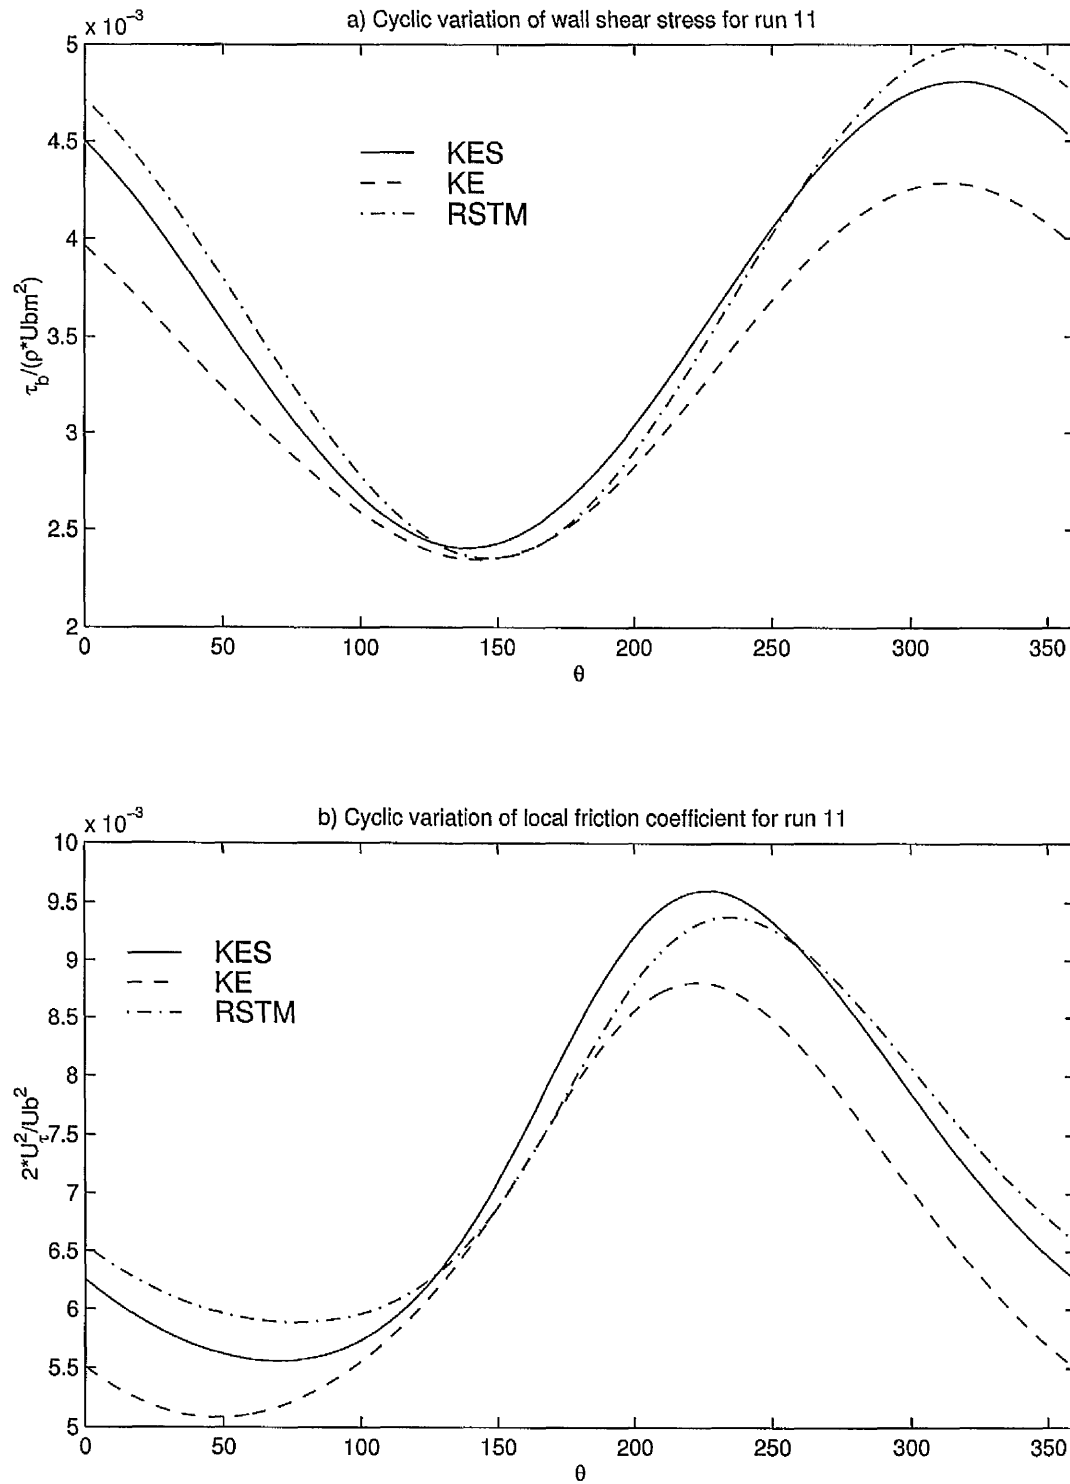 a) Cyclic variation of wall shear stress for run 11
x 10⁻³
5
4.5
4
3.5
3
2.5
2
τ_b/(ρ*Ubm²)
KES
KE
RSTM
0 50 100 150 200 250 300 350
θ
b) Cyclic variation of local friction coefficient for run 11
x 10⁻³
10
9.5
9
8.5
8
7.5
7
6.5
6
5.5
5
2*U_τ²/Ub²
KES
KE
RSTM
0 50 100 150 200 250 300 350
θ